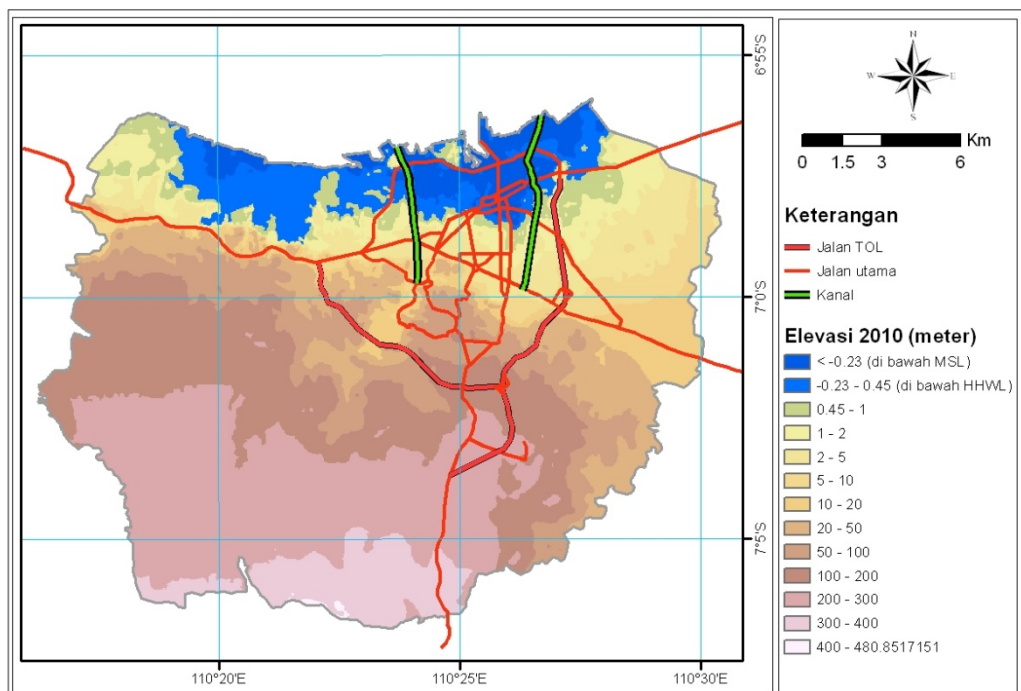 6°55'S
7°0'S
7°5'S
110°20'E
110°25'E
110°30'E
N
W
E
S
Km
0 1.5 3 6
Keterangan
Jalan TOL
Jalan utama
Kanal
Elevasi 2010 (meter)
< -0.23 (di bawah MSL)
-0.23 - 0.45 (di bawah HHWL)
0.45 - 1
1 - 2
2 - 5
5 - 10
10 - 20
20 - 50
50 - 100
100 - 200
200 - 300
300 - 400
400 - 480.8517151